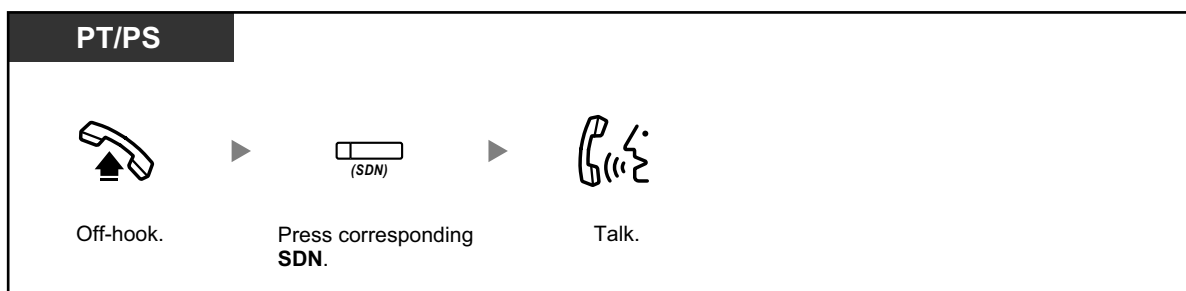 PT/PS
(SDN)
Off-hook.
Press corresponding
SDN.
Talk.